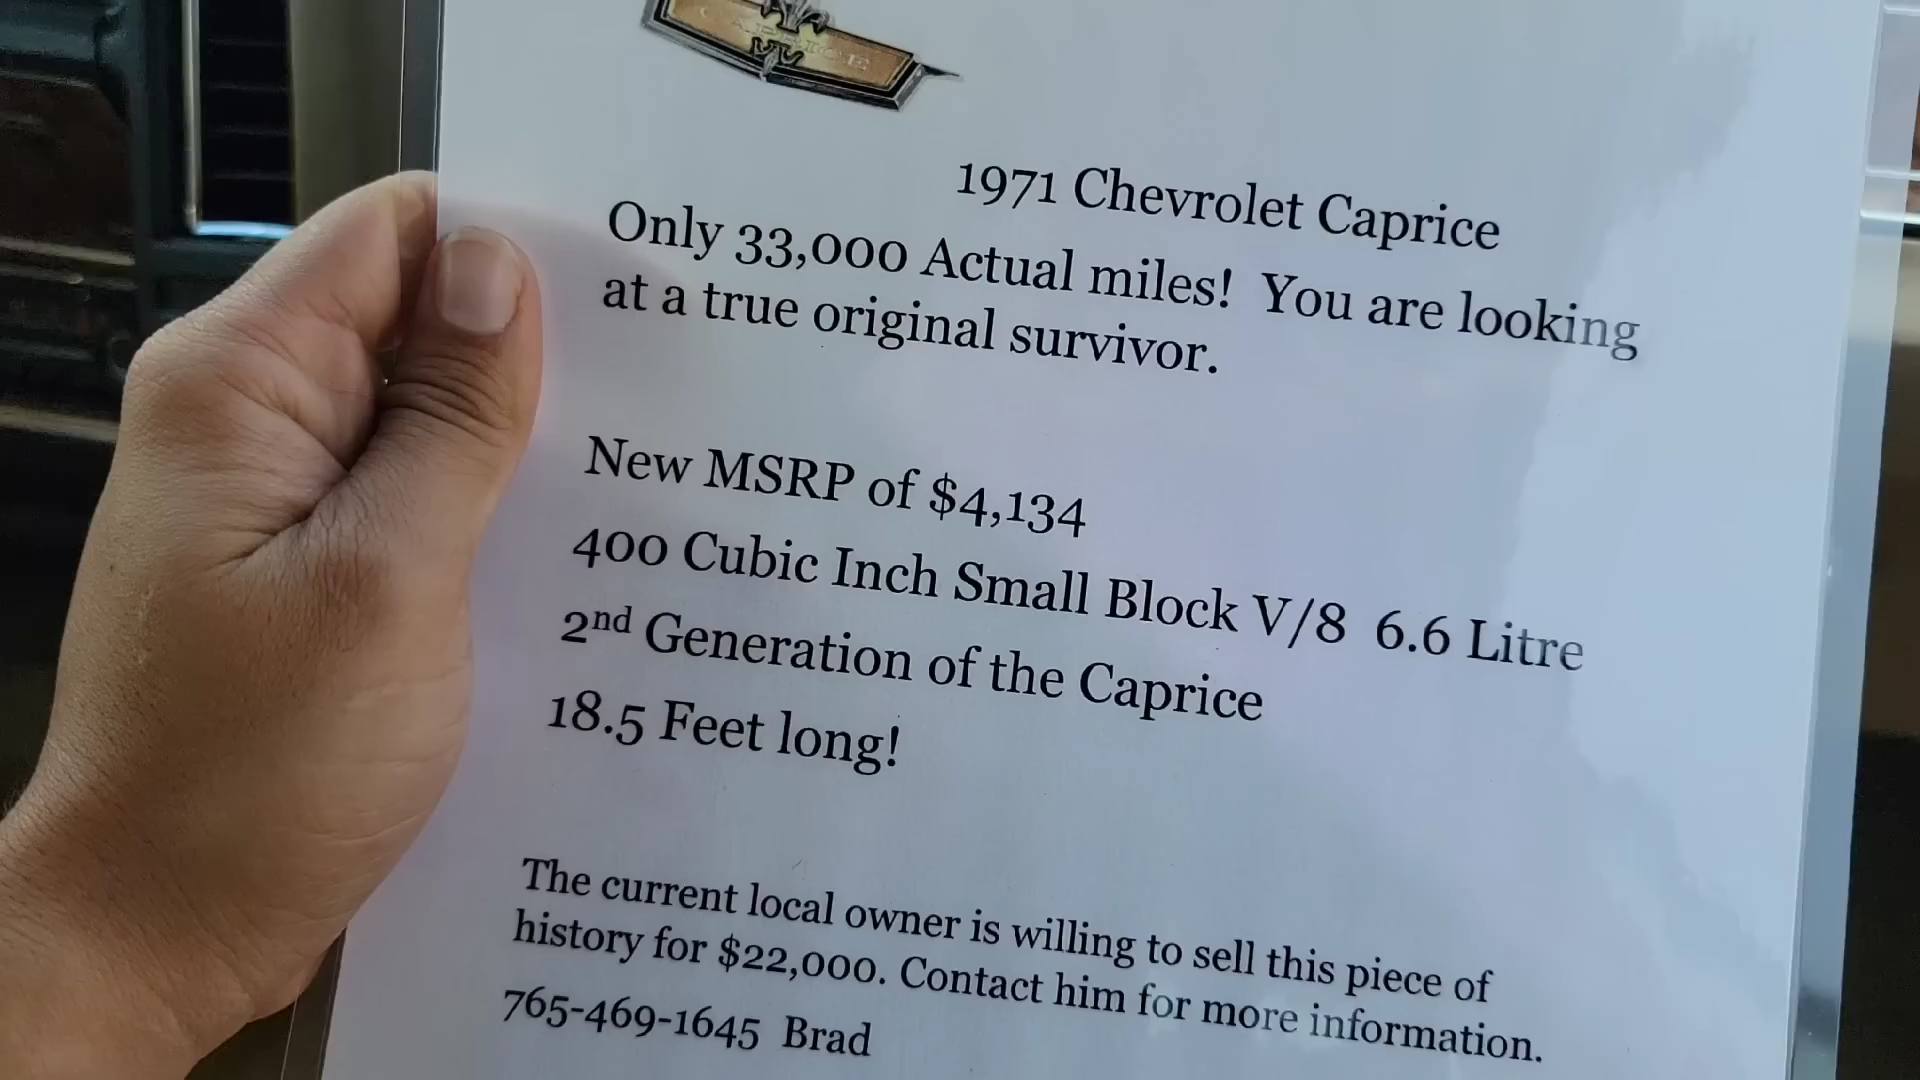 CAPRICE
1971 Chevrolet Caprice
Only 33,000 Actual miles! You are looking
at a true original survivor.
New MSRP of $4,134
400 Cubic Inch Small Block V/8 6.6 Litre
2nd Generation of the Caprice
18.5 Feet long!
The current local owner is willing to sell this piece of
history for $22,000. Contact him for more information.
765-469-1645 Brad